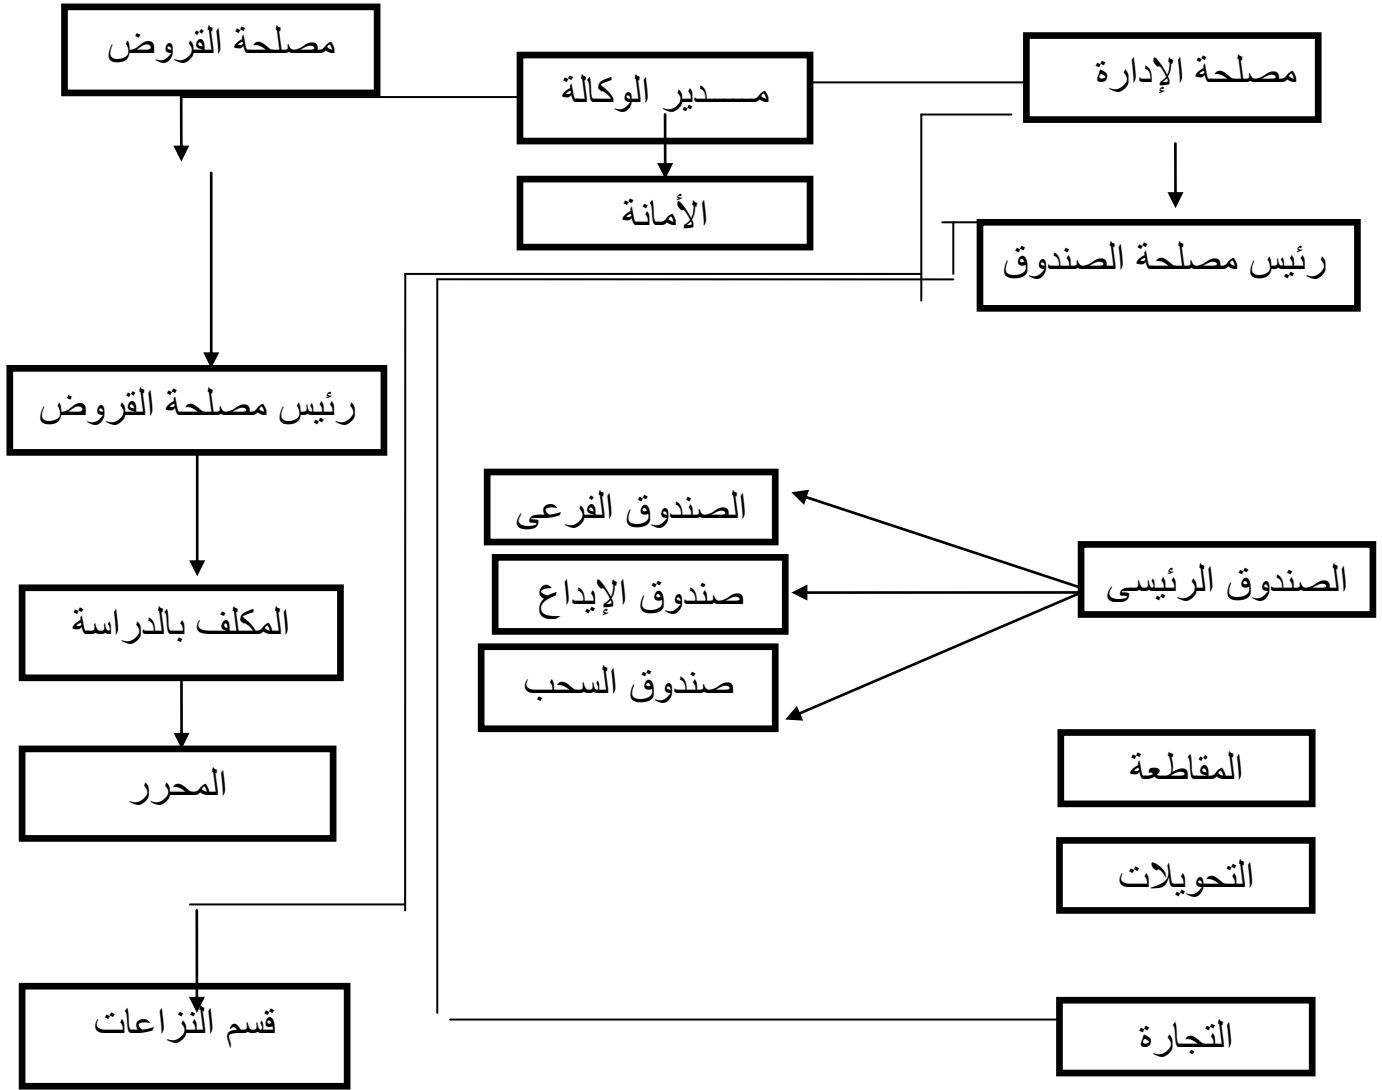 مصلحة القروض
مـــدير الوكالة
مصلحة الإدارة
الأمانة
رئيس مصلحة الصندوق
رئيس مصلحة القروض
الصندوق الفرعى
الصندوق الرئيسى
صندوق الإيداع
المكلف بالدراسة
صندوق السحب
المقاطعة
المحرر
التحويلات
قسم النزاعات
التجارة